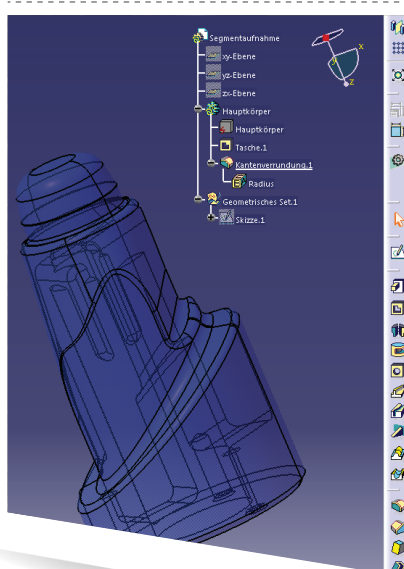 Segmentaufnahme
xy-Ebene
yz-Ebene
zx-Ebene
Hauptkörper
Hauptkörper
Tasche.1
Kantenverrundung.1
Radius
Geometrisches Set.1
Skizze.1
x
y
z